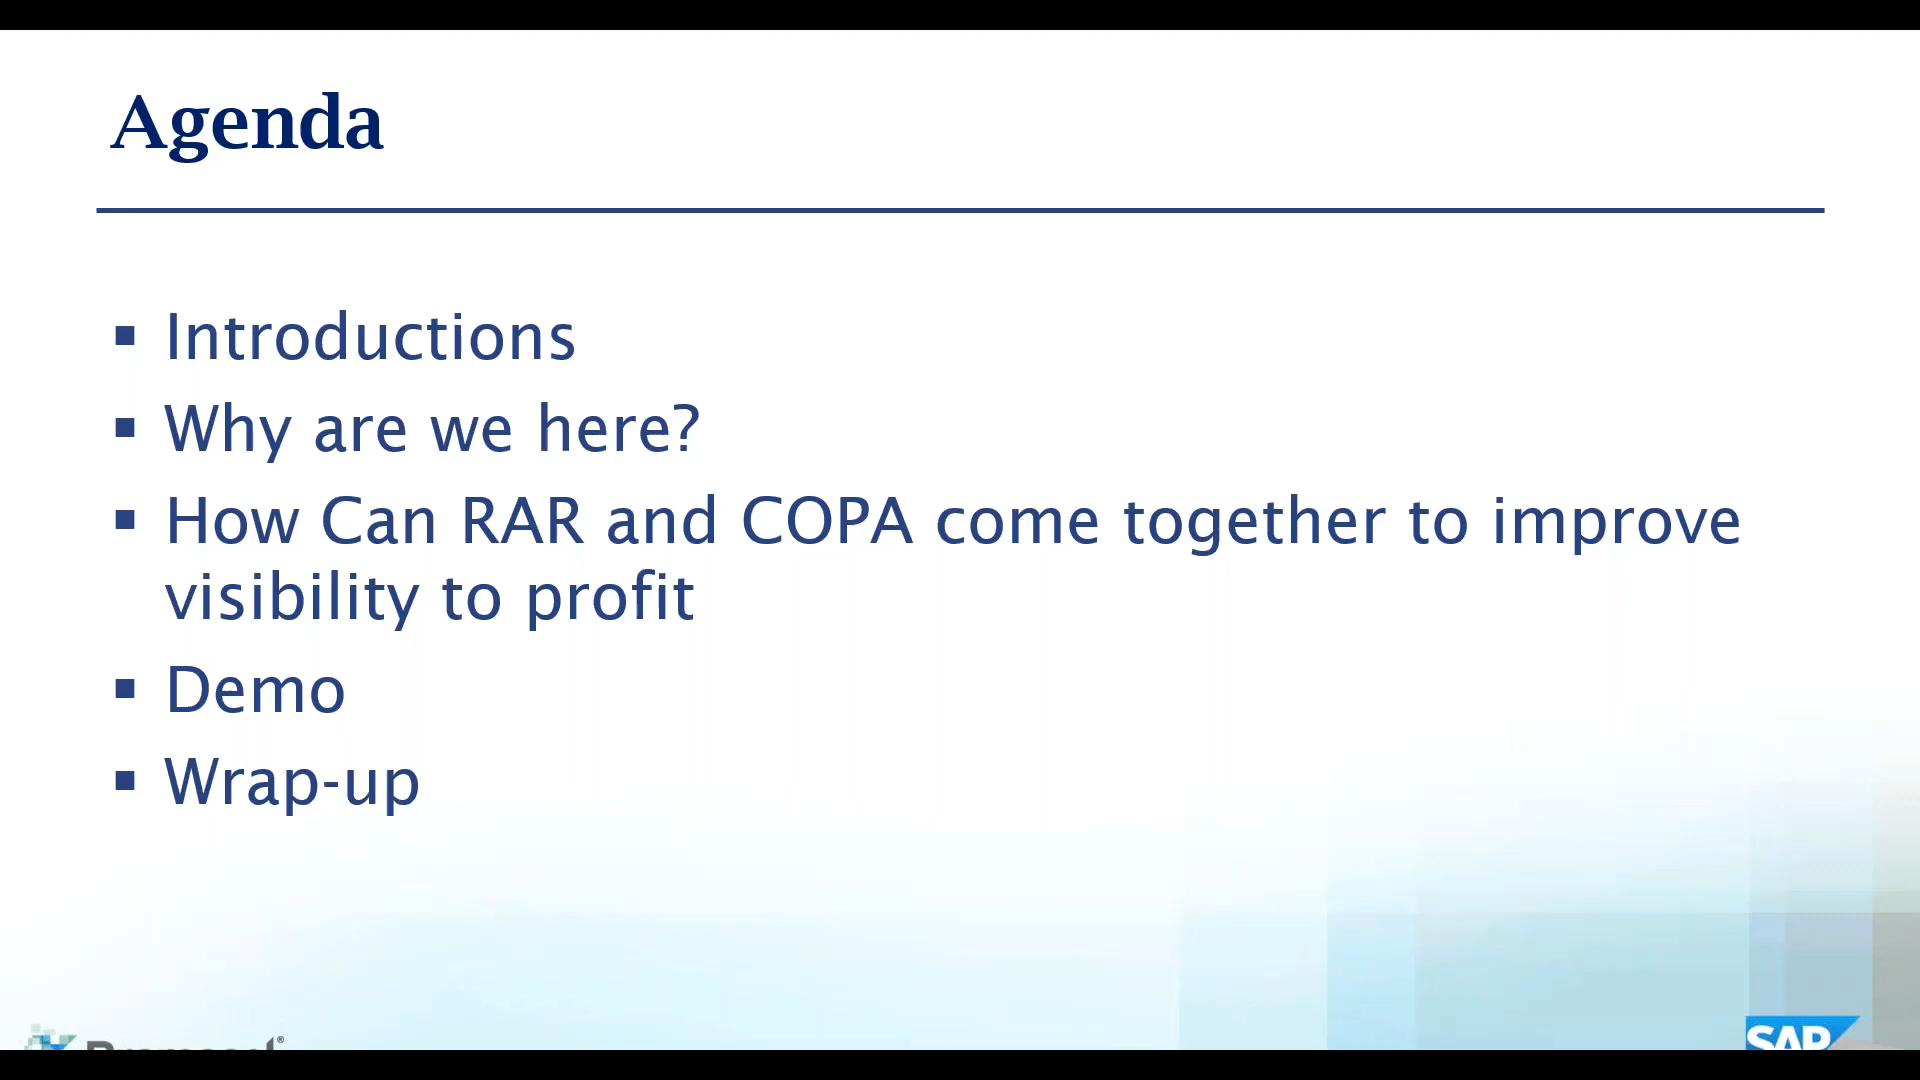 Agenda
▪ Introductions
▪ Why are we here?
▪ How Can RAR and COPA come together to improve
visibility to profit
▪ Demo
▪ Wrap-up
SAP